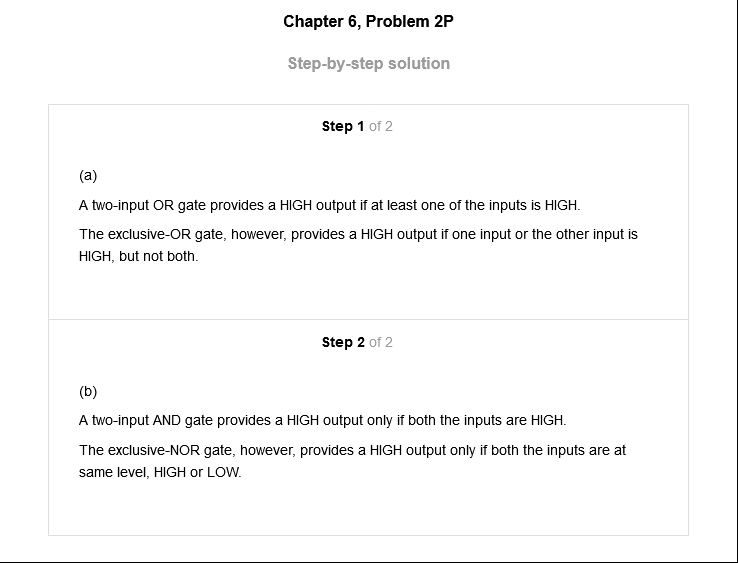 Chapter 6, Problem 2P
Step-by-step solution
Step 1 of 2
(a)
A two-input OR gate provides a HIGH output if at least one of the inputs is HIGH.
The exclusive-OR gate, however, provides a HIGH output if one input or the other input is
HIGH, but not both.
Step 2 of 2
(b)
A two-input AND gate provides a HIGH output only if both the inputs are HIGH.
The exclusive-NOR gate, however, provides a HIGH output only if both the inputs are at
same level, HIGH or LOW.